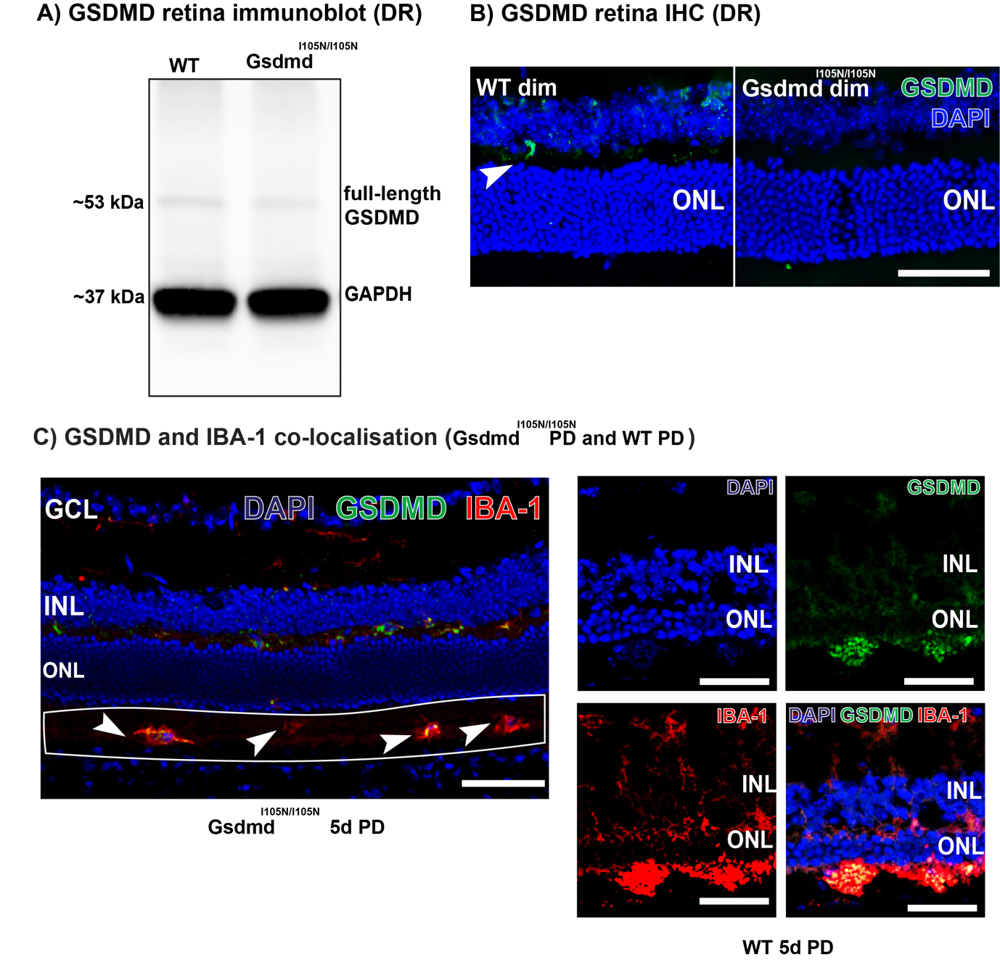 A) GSDMD retina immunoblot (DR)
WT
Gsdmd I105N/I105N
~53 kDa
full-length
GSDMD
~37 kDa
GAPDH
B) GSDMD retina IHC (DR)
WT dim
ONL
Gsdmd I105N/I105N dim
GSDMD
DAPI
ONL
C) GSDMD and IBA-1 co-localisation (Gsdmd I105N/I105N PD and WT PD)
GCL
DAPI GSDMD IBA-1
INL
ONL
Gsdmd I105N/I105N 5d PD
DAPI
INL
ONL
GSDMD
INL
ONL
IBA-1
INL
ONL
DAPI GSDMD IBA-1
INL
ONL
WT 5d PD